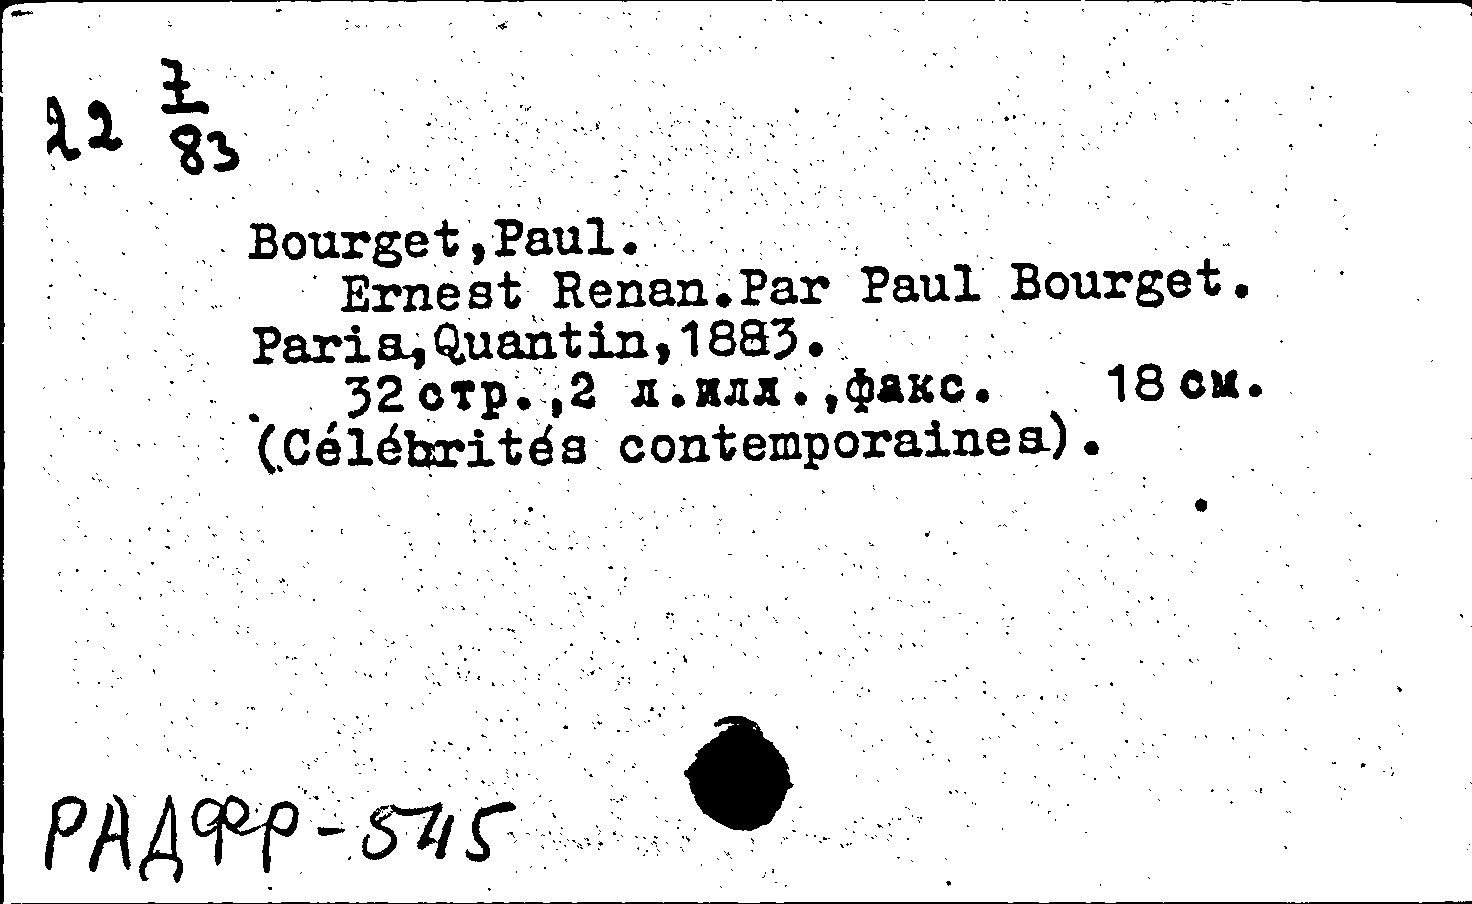 22 7/83
Bourget,Paul.
Ernest Renan.Par Paul Bourget.
Paris,Quantin,1883.
32 стр.,2 л.илл.,факс. 18 см.
(Célébrités contemporaines).
РАДФР-545